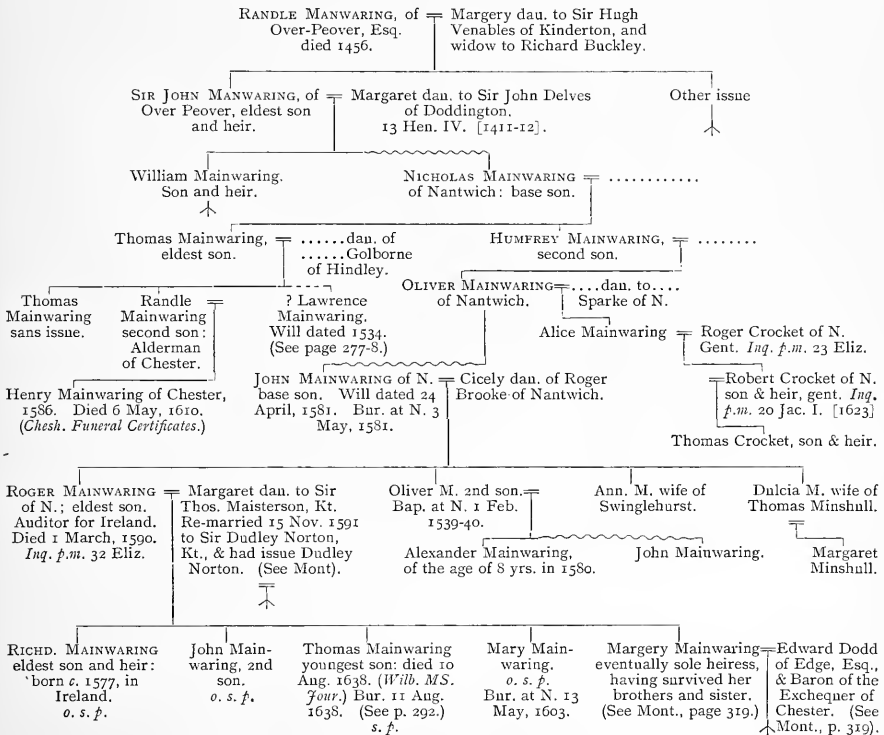 RANDLE MANWARING, of
Over-Peover, Esq.
died 1456.
Margery dau. to Sir Hugh
Venables of Kinderton, and
widow to Richard Buckley.
SIR JOHN MANWARING, of
Over Peover, eldest son
and heir.
Margaret dau. to Sir John Delves
of Doddington.
13 Hen. IV. [1411-12].
Other issue
William Mainwaring.
Son and heir.
NICHOLAS MAINWARING
of Nantwich: base son.
............
Thomas Mainwaring,
eldest son.
......dau. of
......Golborne
of Hindley.
HUMFREY MAINWARING,
second son.
........
Thomas
Mainwaring
sans issue.
Randle
Mainwaring
second son:
Alderman
of Chester.
? Lawrence
Mainwaring.
Will dated 1534.
(See page 277-8.)
OLIVER MAINWARING
of Nantwich.
....dau. to....
Sparke of N.
Alice Mainwaring
Roger Crocket of N.
Gent. Inq. p.m. 23 Eliz.
Henry Mainwaring of Chester,
1586. Died 6 May, 1610.
(Chesh. Funeral Certificates.)
JOHN MAINWARING of N.
base son. Will dated 24
April, 1581. Bur. at N. 3
May, 1581.
Cicely dau. of Roger
Brooke of Nantwich.
Robert Crocket of N.
son & heir, gent. Inq.
p.m. 20 Jac. I. [1623]
Thomas Crocket, son & heir.
ROGER MAINWARING
of N.; eldest son.
Auditor for Ireland.
Died 1 March, 1590.
Inq. p.m. 32 Eliz.
Margaret dau. to Sir
Thos. Maisterson, Kt.
Re-married 15 Nov. 1591
to Sir Dudley Norton,
Kt., & had issue Dudley
Norton. (See Mont).
Oliver M. 2nd son.
Bap. at N. 1 Feb.
1539-40.
Ann. M. wife of
Swinglehurst.
Dulcia M. wife of
Thomas Minshull.
Alexander Mainwaring,
of the age of 8 yrs. in 1580.
John Mainwaring.
Margaret
Minshull.
RICHD. MAINWARING
eldest son and heir:
born c. 1577, in
Ireland.
o. s. p.
John Main-
waring, 2nd
son.
o. s. p.
Thomas Mainwaring
youngest son: died 10
Aug. 1638. (Wilb. MS.
Jour.) Bur. 11 Aug.
1638. (See p. 292.)
s. p.
Mary Main-
waring.
o. s. p.
Bur. at N. 13
May, 1603.
Margery Mainwaring
eventually sole heiress,
having survived her
brothers and sister.
(See Mont., page 319.)
Edward Dodd
of Edge, Esq.,
& Baron of the
Exchequer of
Chester. (See
Mont., p. 319).